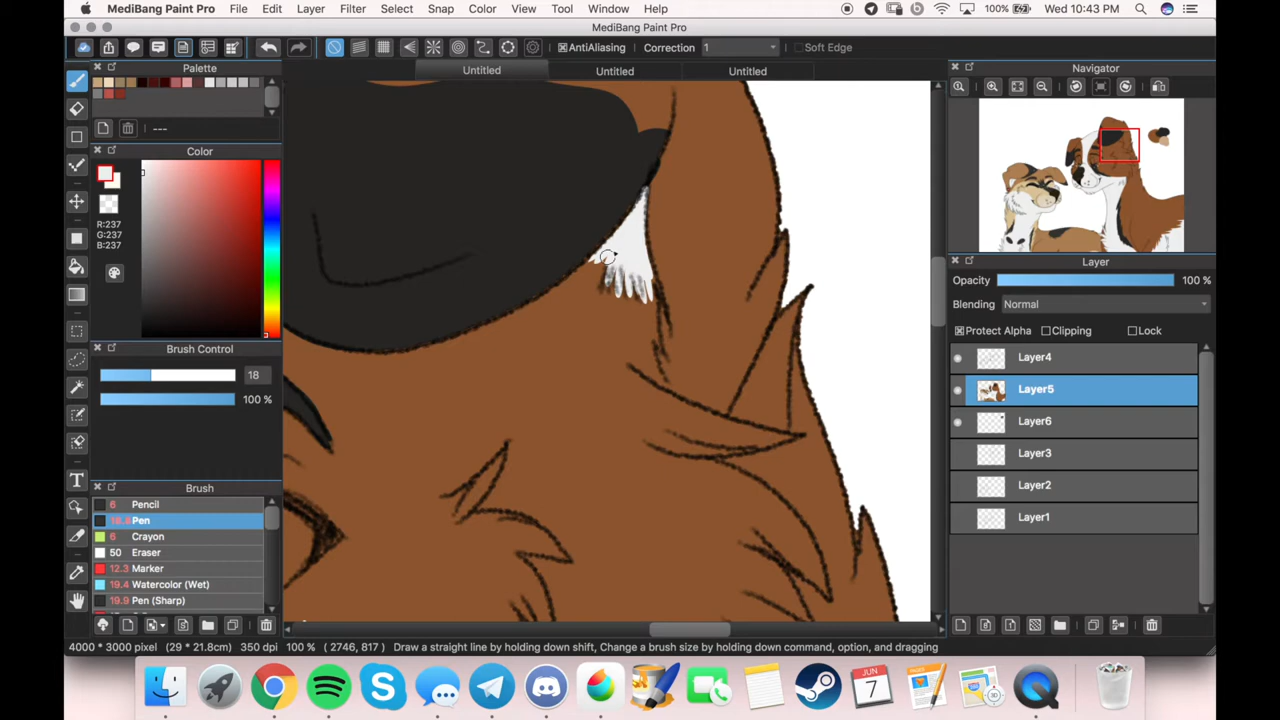 MediBang Paint Pro File Edit Layer Filter Select Snap Color View Tool Window Help 100% Wed 10:43 PM
MediBang Paint Pro
AntiAliasing Correction 1 Soft Edge
Palette
Untitled Untitled Untitled
Navigator
---
Color
R:237
G:237
B:237
Layer
Opacity 100 %
Blending Normal
Protect Alpha Clipping Lock
Layer4
Layer5
Layer6
Layer3
Layer2
Layer1
Brush Control
18
100 %
Brush
6 Pencil
Pen
6 Crayon
50 Eraser
12.3 Marker
19.4 Watercolor (Wet)
19.9 Pen (Sharp)
4000 * 3000 pixel (29 * 21.8cm) 350 dpi 100 % ( 2746, 817 ) Draw a straight line by holding down shift, Change a brush size by holding down command, option, and dragging
JUN
7